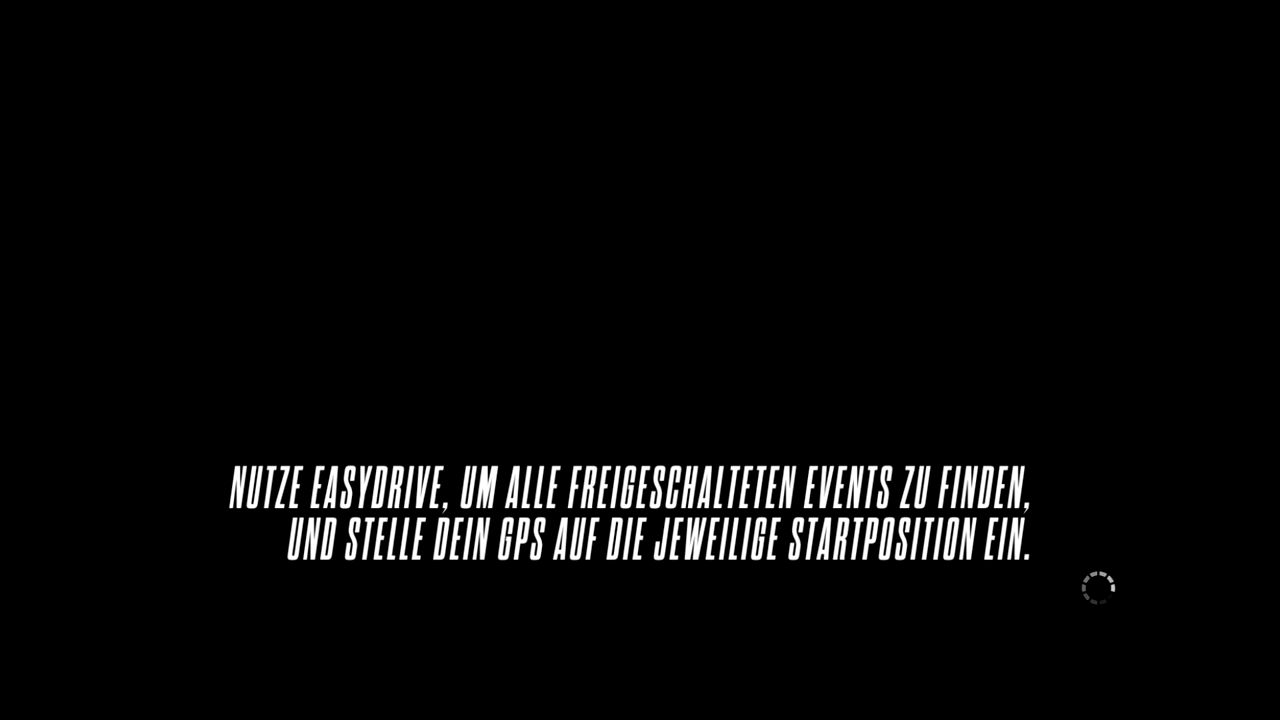 NUTZE EASYDRIVE, UM ALLE FREIGESCHALTETEN EVENTS ZU FINDEN,
UND STELLE DEIN GPS AUF DIE JEWEILIGE STARTPOSITION EIN.